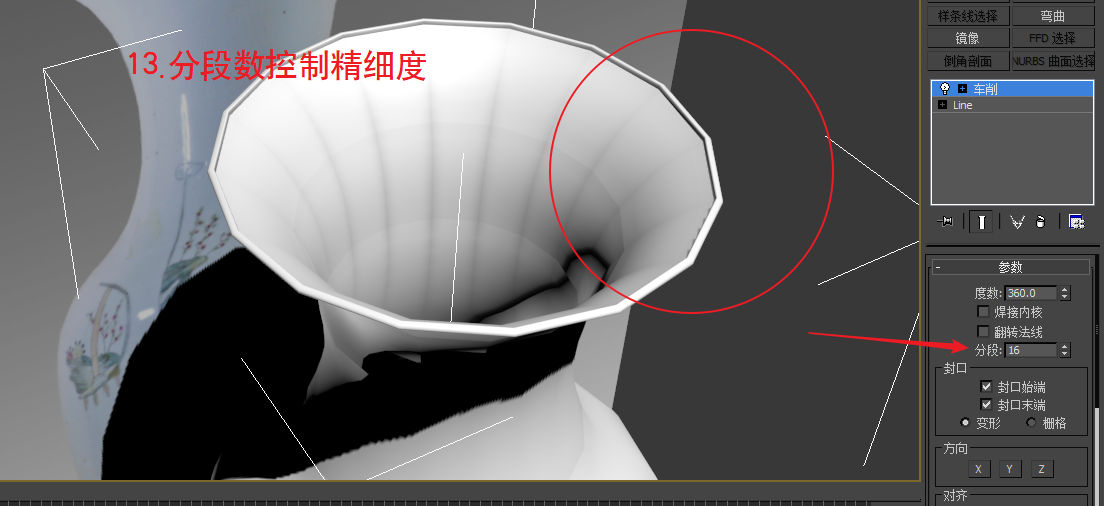 13.分段数控制精细度
样条线选择
弯曲
镜像
FFD 选择
倒角剖面
NURBS 曲面选择
车削
Line
参数
度数: 360.0
焊接内核
翻转法线
分段: 16
封口
封口始端
封口末端
变形
栅格
方向
X Y Z
对齐